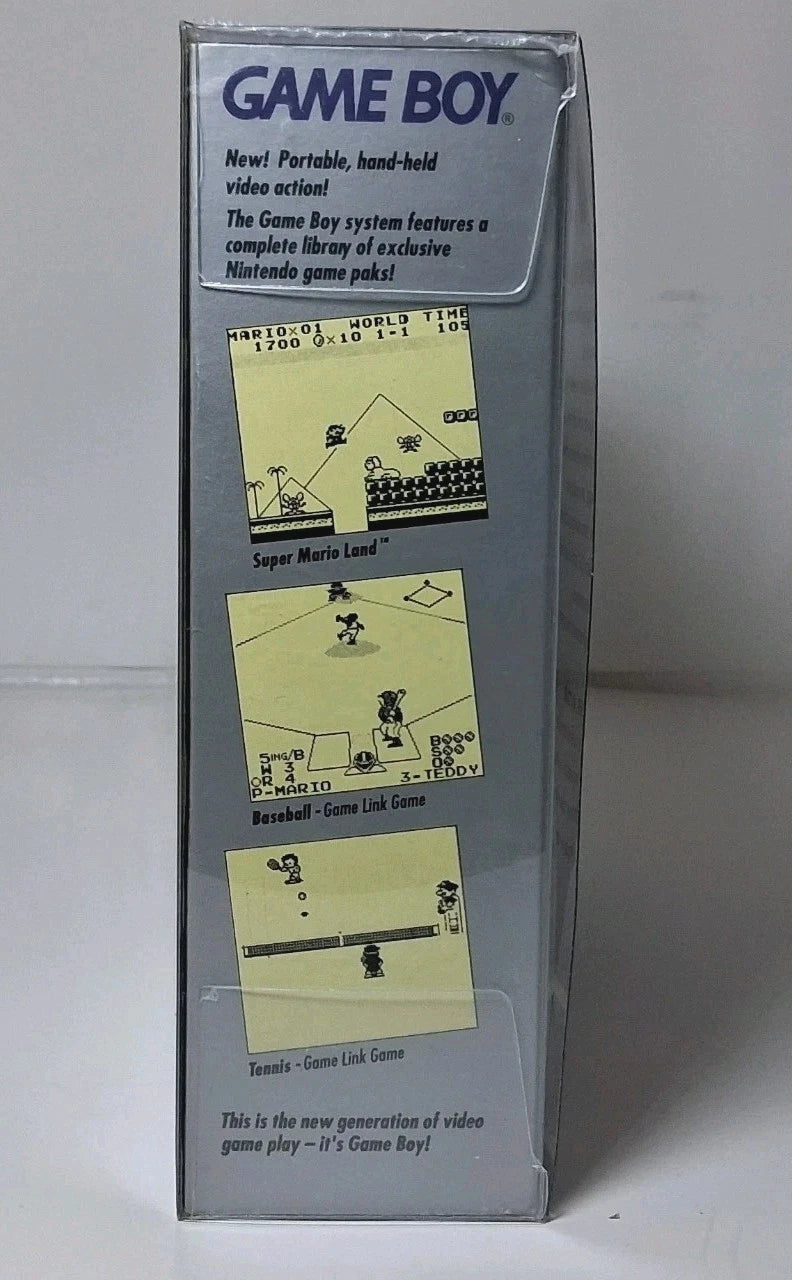 GAME BOY®
New! Portable, hand-held
video action!
The Game Boy system features a
complete library of exclusive
Nintendo game paks!
MARIO×01 WORLD TIME
1700 ×10 1-1 105
Super Mario Land™
5ING/B
W 3
OR 4
P-MARIO
B
S
O
3-TEDDY
Baseball - Game Link Game
Tennis - Game Link Game
This is the new generation of video
game play – it's Game Boy!